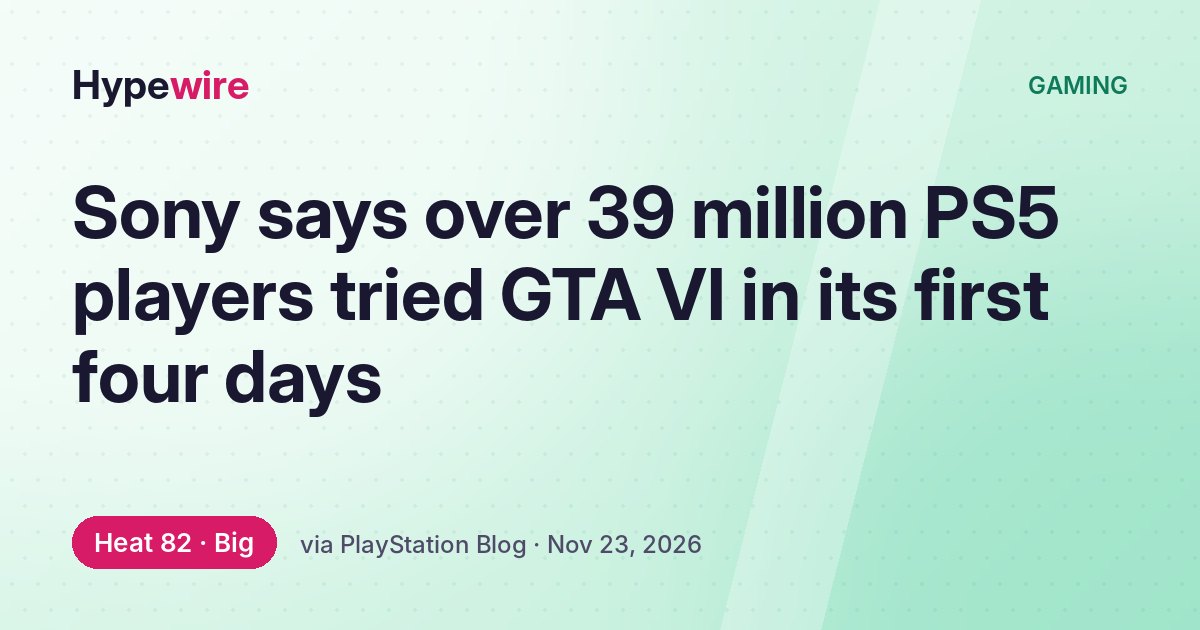 Hypewire
GAMING
Sony says over 39 million PS5
players tried GTA VI in its first
four days
Heat 82 · Big
via PlayStation Blog · Nov 23, 2026